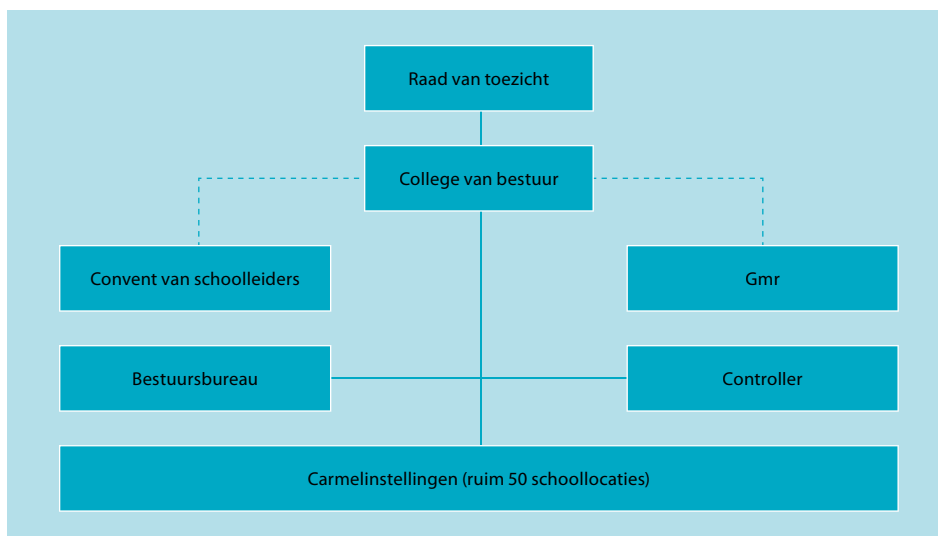 Raad van toezicht
College van bestuur
Convent van schoolleiders
Gmr
Bestuursbureau
Controller
Carmelinstellingen (ruim 50 schoollocaties)